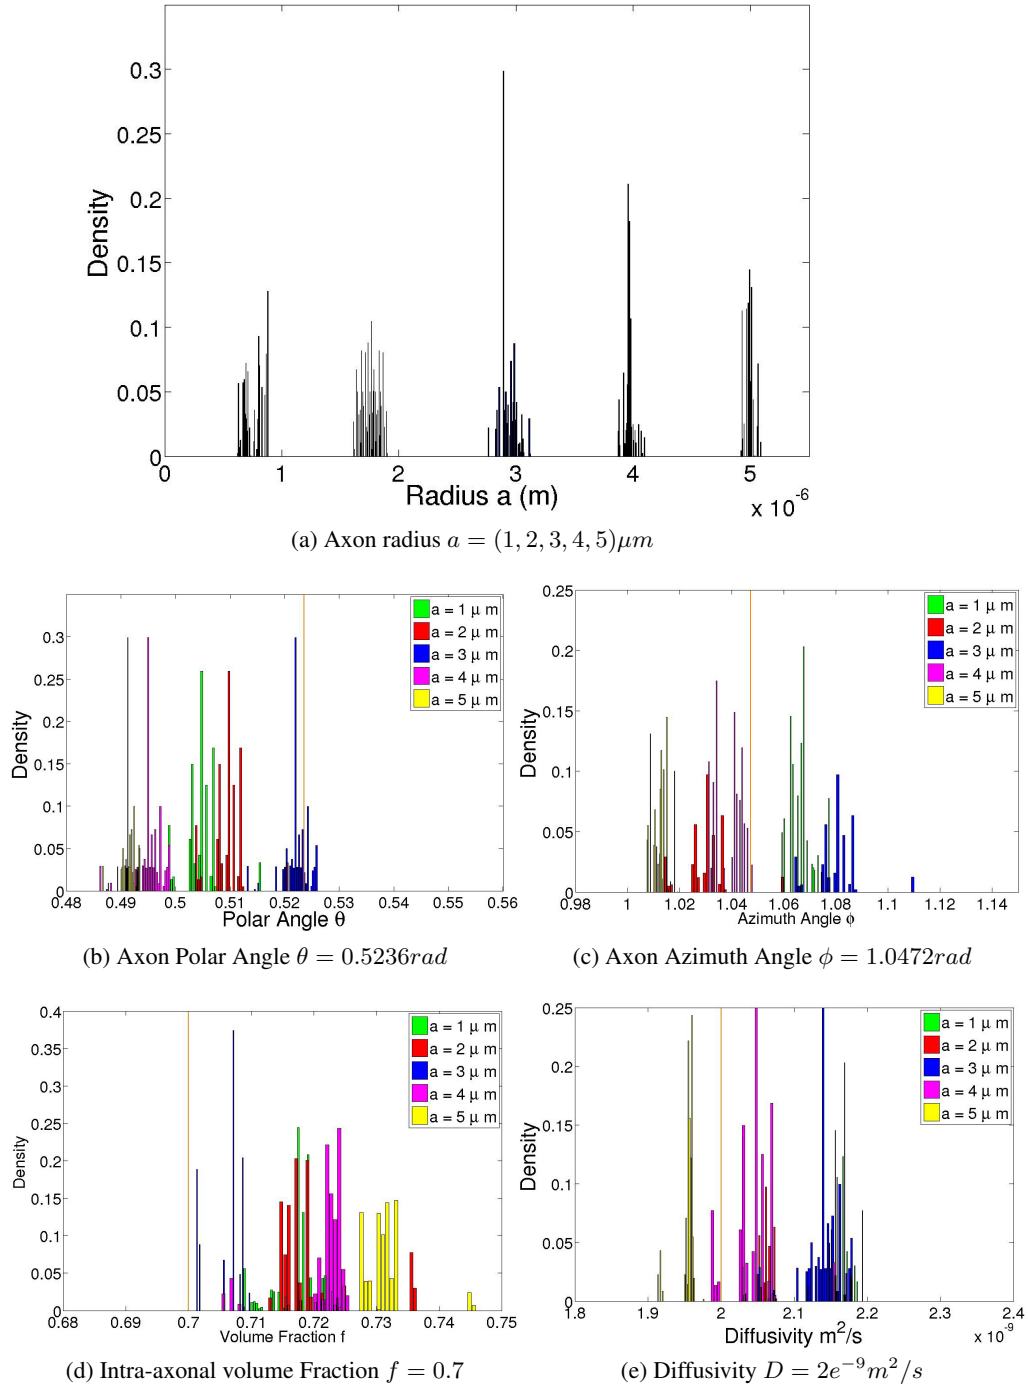 0.3
0.25
0.2
0.15
0.1
0.05
0
Density
0 1 2 3 4 5
Radius a (m)
x 10^-6
(a) Axon radius a = (1, 2, 3, 4, 5)μm
0.3
0.25
0.2
0.15
0.1
0.05
0
Density
a = 1 μ m
a = 2 μ m
a = 3 μ m
a = 4 μ m
a = 5 μ m
0.48 0.49 0.5 0.51 0.52 0.53 0.54 0.55 0.56
Polar Angle θ
(b) Axon Polar Angle θ = 0.5236rad
0.25
0.2
0.15
0.1
0.05
0
Density
a = 1 μ m
a = 2 μ m
a = 3 μ m
a = 4 μ m
a = 5 μ m
0.98 1 1.02 1.04 1.06 1.08 1.1 1.12 1.14
Azimuth Angle ϕ
(c) Axon Azimuth Angle ϕ = 1.0472rad
0.4
0.35
0.3
0.25
0.2
0.15
0.1
0.05
0
Density
a = 1 μ m
a = 2 μ m
a = 3 μ m
a = 4 μ m
a = 5 μ m
0.68 0.69 0.7 0.71 0.72 0.73 0.74 0.75
Volume Fraction f
(d) Intra-axonal volume Fraction f = 0.7
0.25
0.2
0.15
0.1
0.05
0
Density
a = 1 μ m
a = 2 μ m
a = 3 μ m
a = 4 μ m
a = 5 μ m
1.8 1.9 2 2.1 2.2 2.3 2.4
Diffusivity m²/s
x 10^-9
(e) Diffusivity D = 2e^−9 m²/s